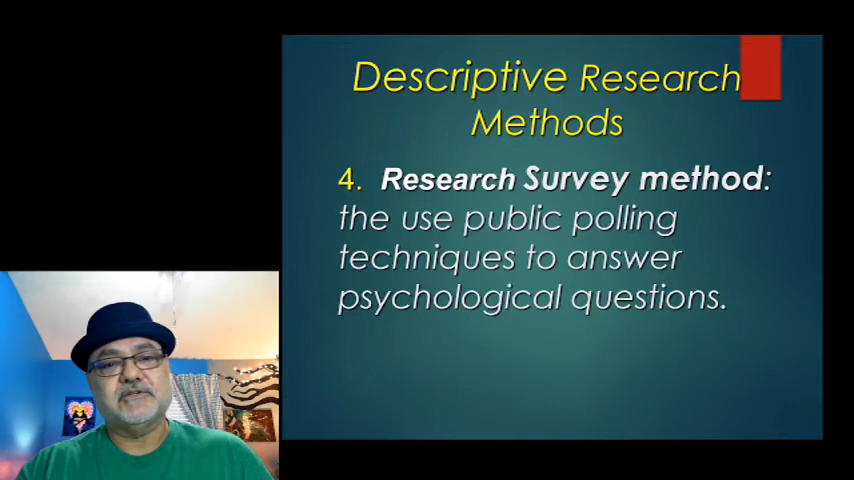 Descriptive Research
Methods
4. Research Survey method:
the use public polling
techniques to answer
psychological questions.